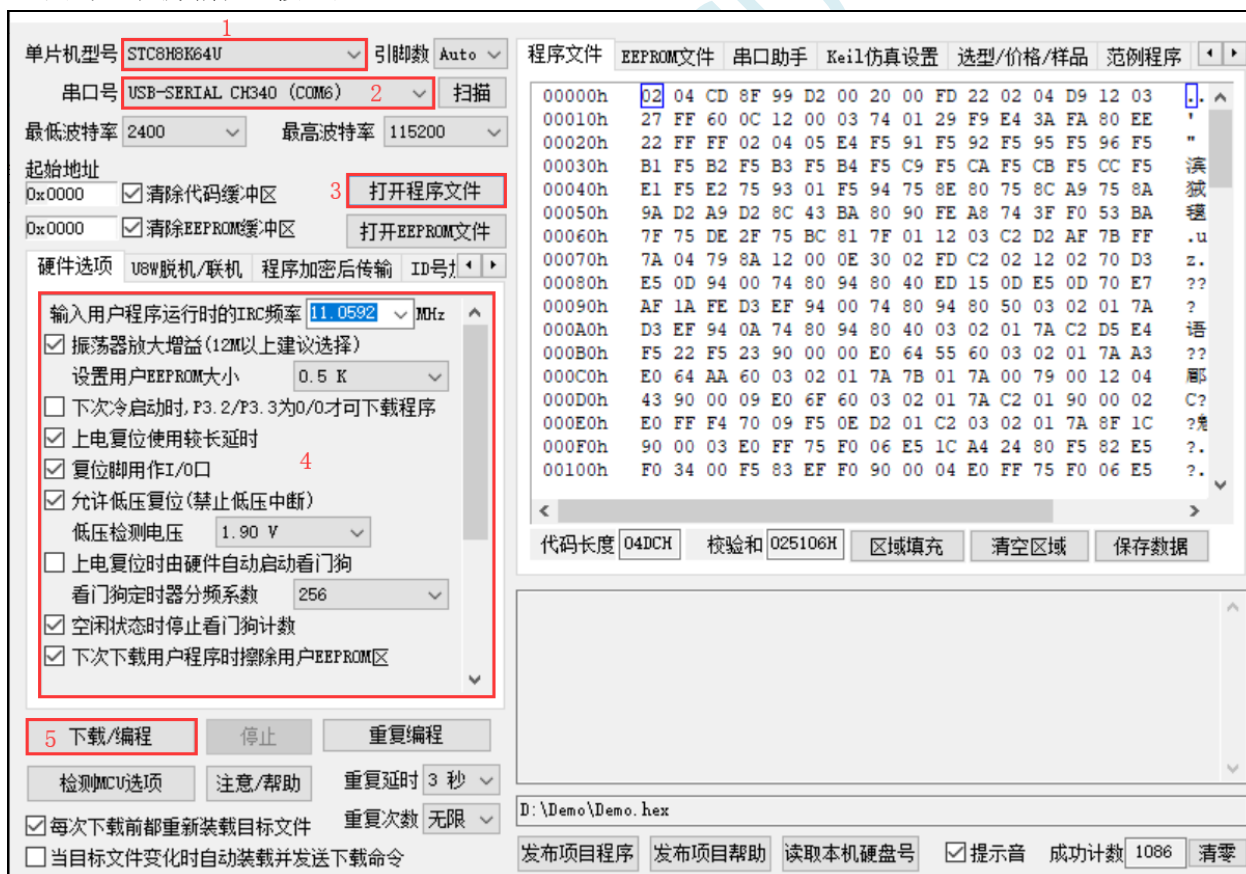 1
单片机型号 STC8H8K64U 引脚数 Auto
串口号 USB-SERIAL CH340 (COM6) 2 扫描
最低波特率 2400 最高波特率 115200
起始地址
0x0000 清除代码缓冲区 3 打开程序文件
0x0000 清除EEPROM缓冲区 打开EEPROM文件
硬件选项 U8W脱机/联机 程序加密后传输
输入用户程序运行时的IRC频率 11.0592 MHz
振荡器放大增益(12M以上建议选择)
设置用户EEPROM大小 0.5 K
下次冷启动时,P3.2/P3.3为0/0才可下载程序
上电复位使用较长延时
复位脚用作I/O口
4
允许低压复位(禁止低压中断)
低压检测电压 1.90 V
上电复位时由硬件自动启动看门狗
看门狗定时器分频系数 256
空闲状态时停止看门狗计数
下次下载用户程序时擦除用户EEPROM区
5 下载/编程 停止 重复编程
检测MCU选项 注意/帮助 重复延时 3 秒
每次下载前都重新装载目标文件 重复次数 无限
当目标文件变化时自动装载并发送下载命令
程序文件 EEPROM文件 串口助手 Keil仿真设置 选型/价格/样品 范例程序
00000h 02 04 CD 8F 99 D2 00 20 00 FD 22 02 04 D9 12 03 ..
00010h 27 FF 60 0C 12 00 03 74 01 29 F9 E4 3A FA 80 EE '
00020h 22 FF FF 02 04 05 E4 F5 91 F5 92 F5 95 F5 96 F5 "
00030h B1 F5 B2 F5 B3 F5 B4 F5 C9 F5 CA F5 CB F5 CC F5
00040h E1 F5 E2 75 93 01 F5 94 75 8E 80 75 8C A9 75 8A
00050h 9A D2 A9 D2 8C 43 BA 80 90 FE A8 74 3F F0 53 BA
00060h 7F 75 DE 2F 75 BC 81 7F 01 12 03 C2 D2 AF 7B FF .u
00070h 7A 04 79 8A 12 00 0E 30 02 FD C2 02 12 02 70 D3 z.
00080h E5 0D 94 00 74 80 94 80 40 ED 15 0D E5 0D 70 E7 ??
00090h AF 1A FE D3 EF 94 00 74 80 94 80 50 03 02 01 7A ?
000A0h D3 EF 94 0A 74 80 94 80 40 03 02 01 7A C2 D5 E4 语
000B0h F5 22 F5 23 90 00 00 E0 64 55 60 03 02 01 7A A3 ??
000C0h E0 64 AA 60 03 02 01 7A 7B 01 7A 00 79 00 12 04
000D0h 43 90 00 09 E0 6F 60 03 02 01 7A C2 01 90 00 02 C?
000E0h E0 FF F4 70 09 F5 0E D2 01 C2 03 02 01 7A 8F 1C
000F0h 90 00 03 E0 FF 75 F0 06 E5 1C A4 24 80 F5 82 E5 ?.
00100h F0 34 00 F5 83 EF F0 90 00 04 E0 FF 75 F0 06 E5 ?.
代码长度 04DCH 校验和 025106H 区域填充 清空区域 保存数据
D:\Demo\Demo.hex
发布项目程序 发布项目帮助 读取本机硬盘号 提示音 成功计数 1086 清零